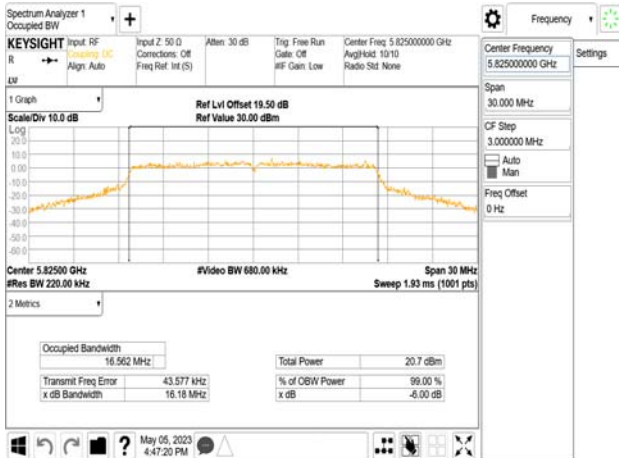 Spectrum Analyzer 1
Occupied BW
Frequency
KEYSIGHT
Input: RF
Coupling: DC
Align: Auto
Input Z: 50 Ω
Corrections: Off
Freq Ref: Int (S)
Atten: 30 dB
Trig: Free Run
Gate: Off
#IF Gain: Low
Center Freq: 5.825000000 GHz
Avg|Hold: 10/10
Radio Std: None
R
LXI
Center Frequency
5.825000000 GHz
Settings
Span
30.000 MHz
CF Step
3.000000 MHz
Auto
Man
Freq Offset
0 Hz
1 Graph
Scale/Div 10.0 dB
Ref Lvl Offset 19.50 dB
Ref Value 30.00 dBm
Log
20.0
10.0
0.00
-10.0
-20.0
-30.0
-40.0
-50.0
-60.0
Center 5.82500 GHz
#Res BW 220.00 kHz
#Video BW 680.00 kHz
Span 30 MHz
Sweep 1.93 ms (1001 pts)
2 Metrics
Occupied Bandwidth
16.562 MHz
Total Power 20.7 dBm
Transmit Freq Error 43.577 kHz
% of OBW Power 99.00 %
x dB Bandwidth 16.18 MHz
x dB -6.00 dB
May 05, 2023
4:47:20 PM